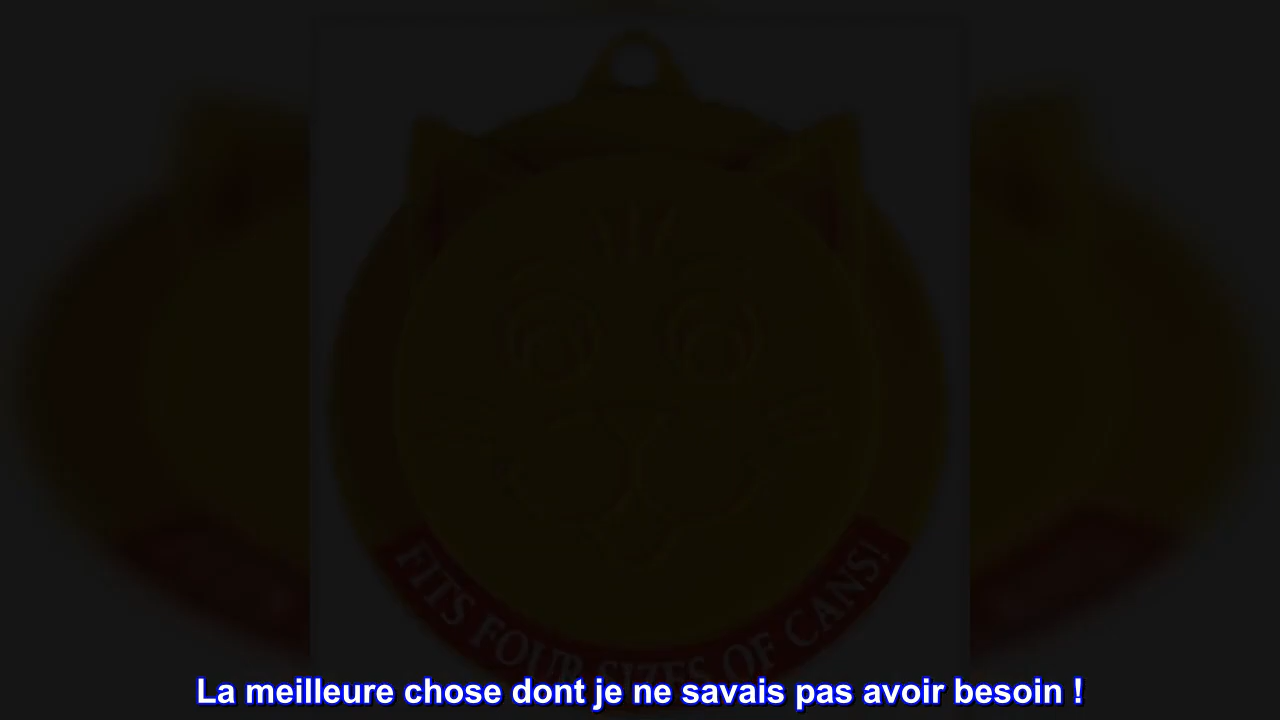 FITS FOUR SIZES OF CANS!
La meilleure chose dont je ne savais pas avoir besoin !